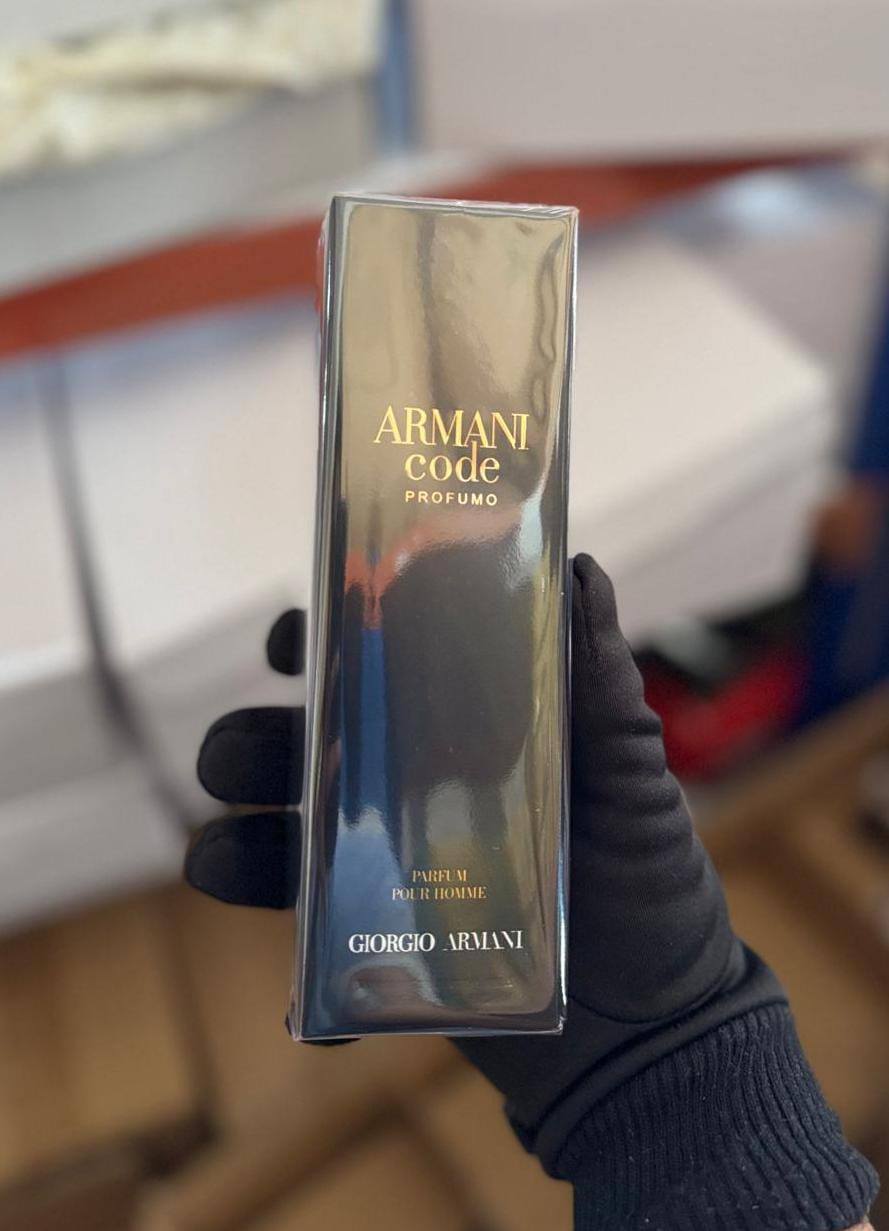 ARMANI
code
PROFUMO
PARFUM
POUR HOMME
GIORGIO ARMANI